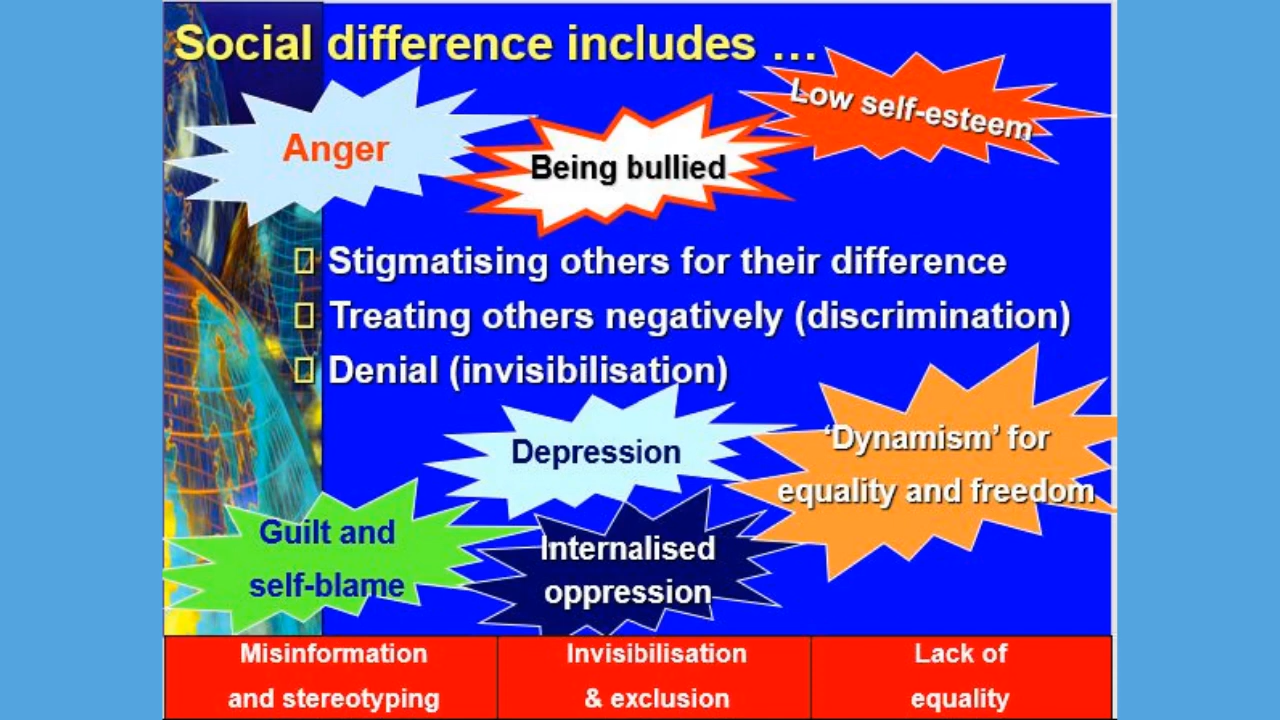 Social difference includes …
Low self-esteem
Anger
Being bullied
Stigmatising others for their difference
Treating others negatively (discrimination)
Denial (invisibilisation)
Depression
‘Dynamism’ for
equality and freedom
Guilt and
self-blame
Internalised
oppression
Misinformation
and stereotyping
Invisibilisation
& exclusion
Lack of
equality